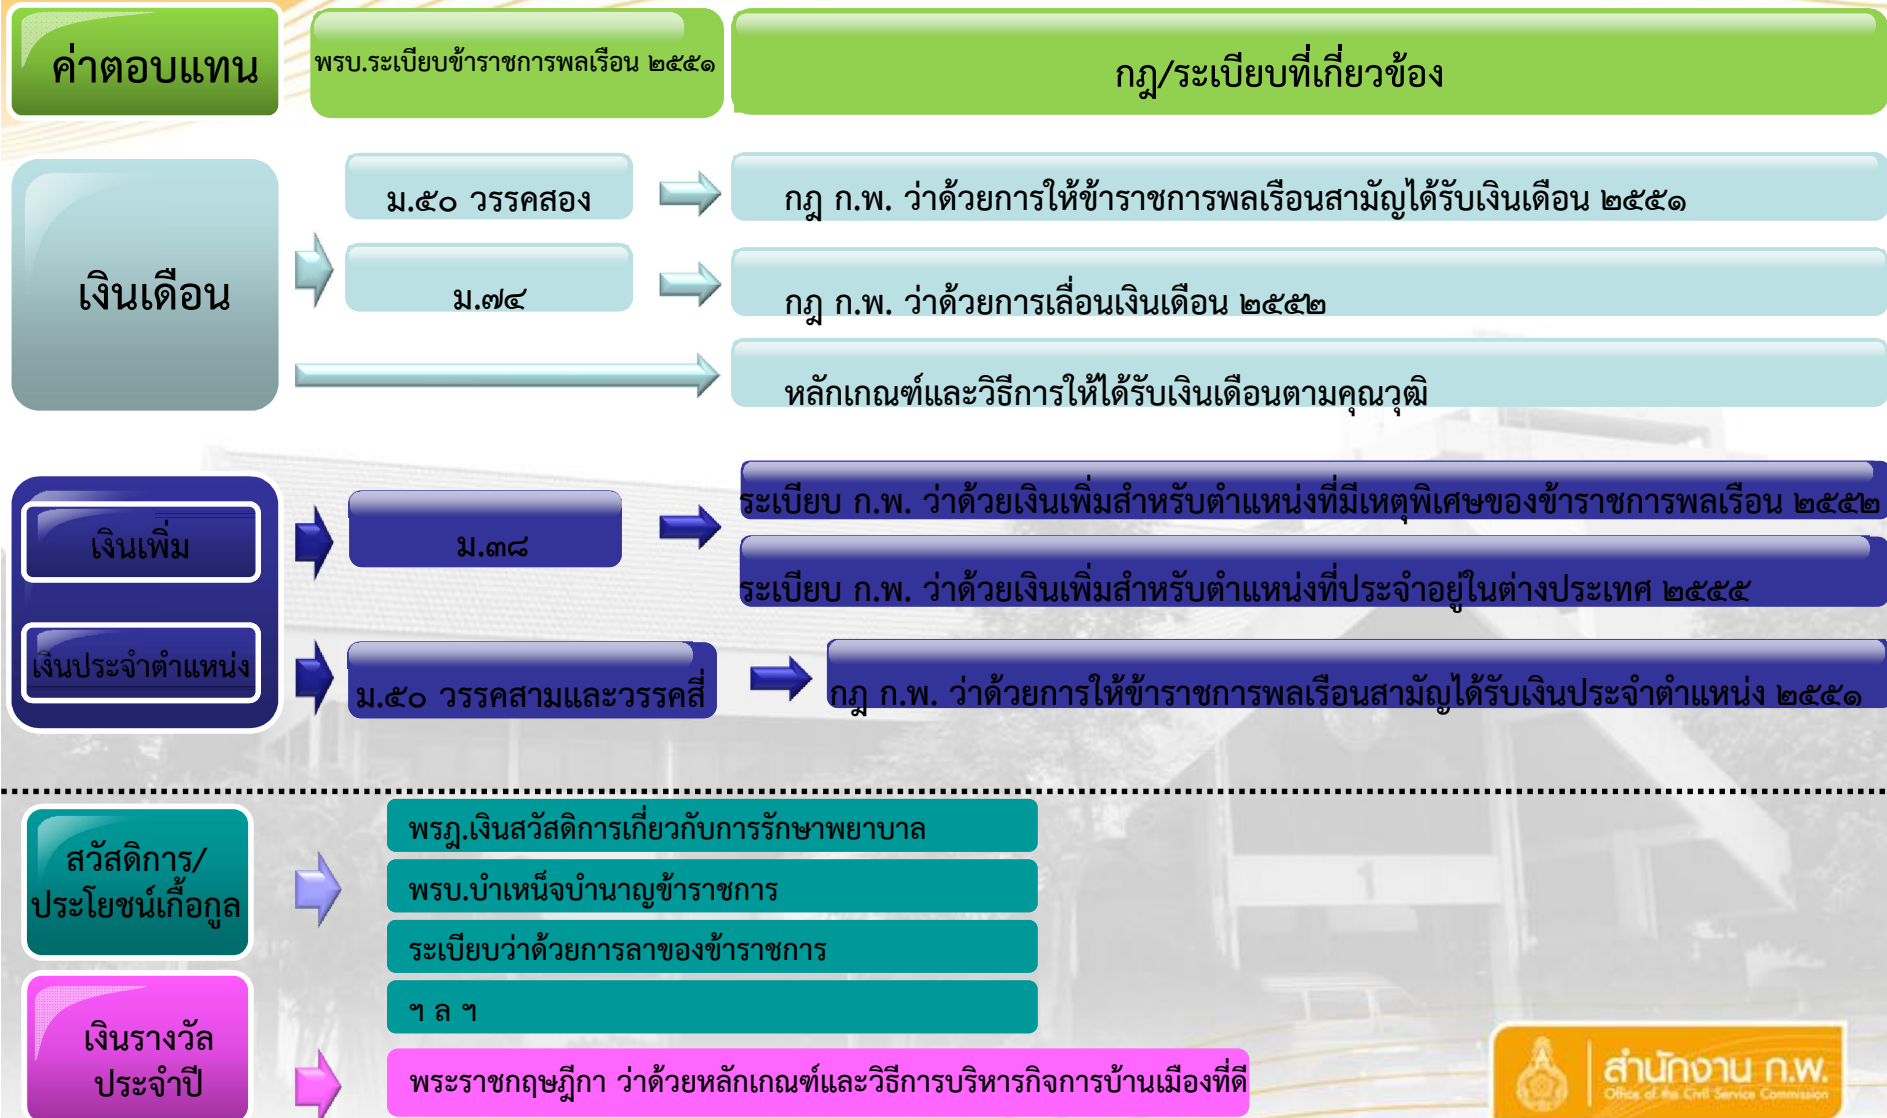 ค่าตอบแทน
พรบ.ระเบียบข้าราชการพลเรือน ๒๕๕๑
กฎ/ระเบียบที่เกี่ยวข้อง
เงินเดือน
ม.๕๐ วรรคสอง
กฎ ก.พ. ว่าด้วยการให้ข้าราชการพลเรือนสามัญได้รับเงินเดือน ๒๕๕๑
ม.๗๔
กฎ ก.พ. ว่าด้วยการเลื่อนเงินเดือน ๒๕๕๒
หลักเกณฑ์และวิธีการให้ได้รับเงินเดือนตามคุณวุฒิ
เงินเพิ่ม
ม.๓๘
ระเบียบ ก.พ. ว่าด้วยเงินเพิ่มสำหรับตำแหน่งที่มีเหตุพิเศษของข้าราชการพลเรือน ๒๕๕๒
ระเบียบ ก.พ. ว่าด้วยเงินเพิ่มสำหรับตำแหน่งที่ประจำอยู่ในต่างประเทศ ๒๕๕๕
เงินประจำตำแหน่ง
ม.๕๐ วรรคสามและวรรคสี่
กฎ ก.พ. ว่าด้วยการให้ข้าราชการพลเรือนสามัญได้รับเงินประจำตำแหน่ง ๒๕๕๑
สวัสดิการ/
ประโยชน์เกื้อกูล
พรฎ.เงินสวัสดิการเกี่ยวกับการรักษาพยาบาล
พรบ.บำเหน็จบำนาญข้าราชการ
ระเบียบว่าด้วยการลาของข้าราชการ
ฯ ล ฯ
เงินรางวัล
ประจำปี
พระราชกฤษฎีกา ว่าด้วยหลักเกณฑ์และวิธีการบริหารกิจการบ้านเมืองที่ดี
สำนักงาน ก.พ.
Office of the Civil Service Commission